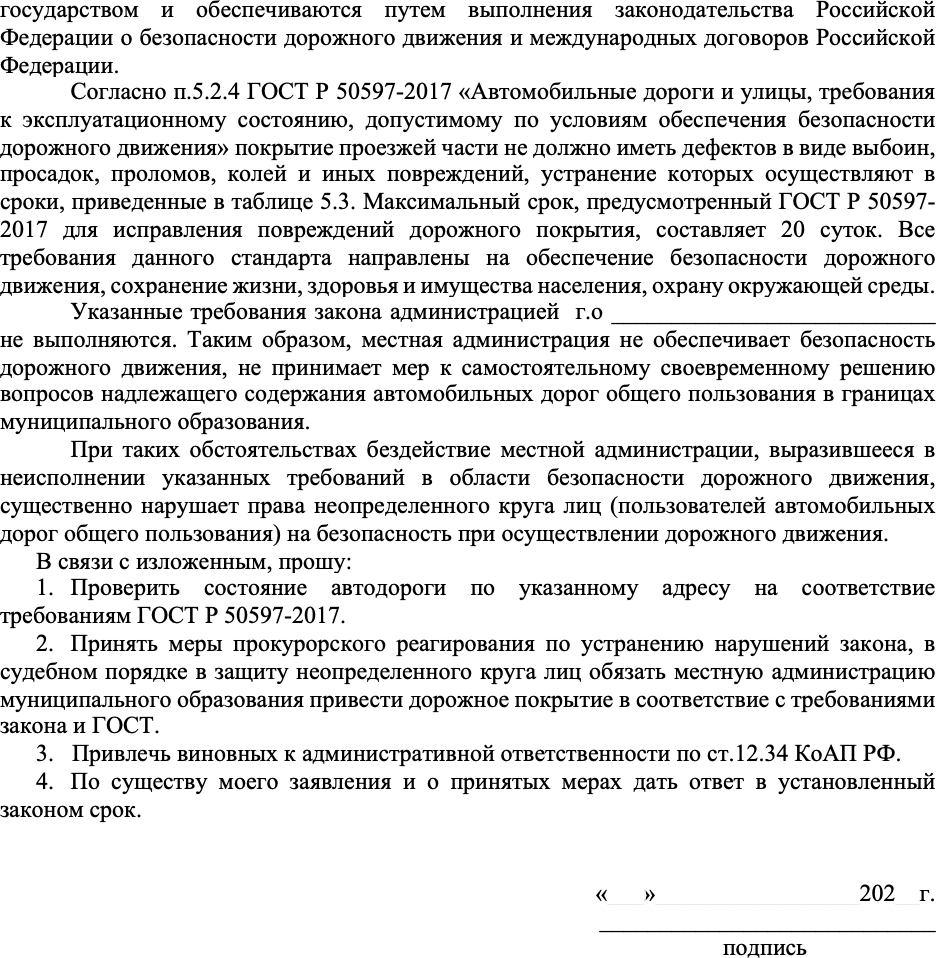 государством и обеспечиваются путем выполнения законодательства Российской
Федерации о безопасности дорожного движения и международных договоров Российской
Федерации.
Согласно п.5.2.4 ГОСТ Р 50597-2017 «Автомобильные дороги и улицы, требования
к эксплуатационному состоянию, допустимому по условиям обеспечения безопасности
дорожного движения» покрытие проезжей части не должно иметь дефектов в виде выбоин,
просадок, проломов, колей и иных повреждений, устранение которых осуществляют в
сроки, приведенные в таблице 5.3. Максимальный срок, предусмотренный ГОСТ Р 50597-
2017 для исправления повреждений дорожного покрытия, составляет 20 суток. Все
требования данного стандарта направлены на обеспечение безопасности дорожного
движения, сохранение жизни, здоровья и имущества населения, охрану окружающей среды.
Указанные требования закона администрацией г.о ____________________________
не выполняются. Таким образом, местная администрация не обеспечивает безопасность
дорожного движения, не принимает мер к самостоятельному своевременному решению
вопросов надлежащего содержания автомобильных дорог общего пользования в границах
муниципального образования.
При таких обстоятельствах бездействие местной администрации, выразившееся в
неисполнении указанных требований в области безопасности дорожного движения,
существенно нарушает права неопределенного круга лиц (пользователей автомобильных
дорог общего пользования) на безопасность при осуществлении дорожного движения.
В связи с изложенным, прошу:
1. Проверить состояние автодороги по указанному адресу на соответствие
требованиям ГОСТ Р 50597-2017.
2. Принять меры прокурорского реагирования по устранению нарушений закона, в
судебном порядке в защиту неопределенного круга лиц обязать местную администрацию
муниципального образования привести дорожное покрытие в соответствие с требованиями
закона и ГОСТ.
3. Привлечь виновных к административной ответственности по ст.12.34 КоАП РФ.
4. По существу моего заявления и о принятых мерах дать ответ в установленный
законом срок.
«___»_________________ 202__ г.
_____________________________
подпись